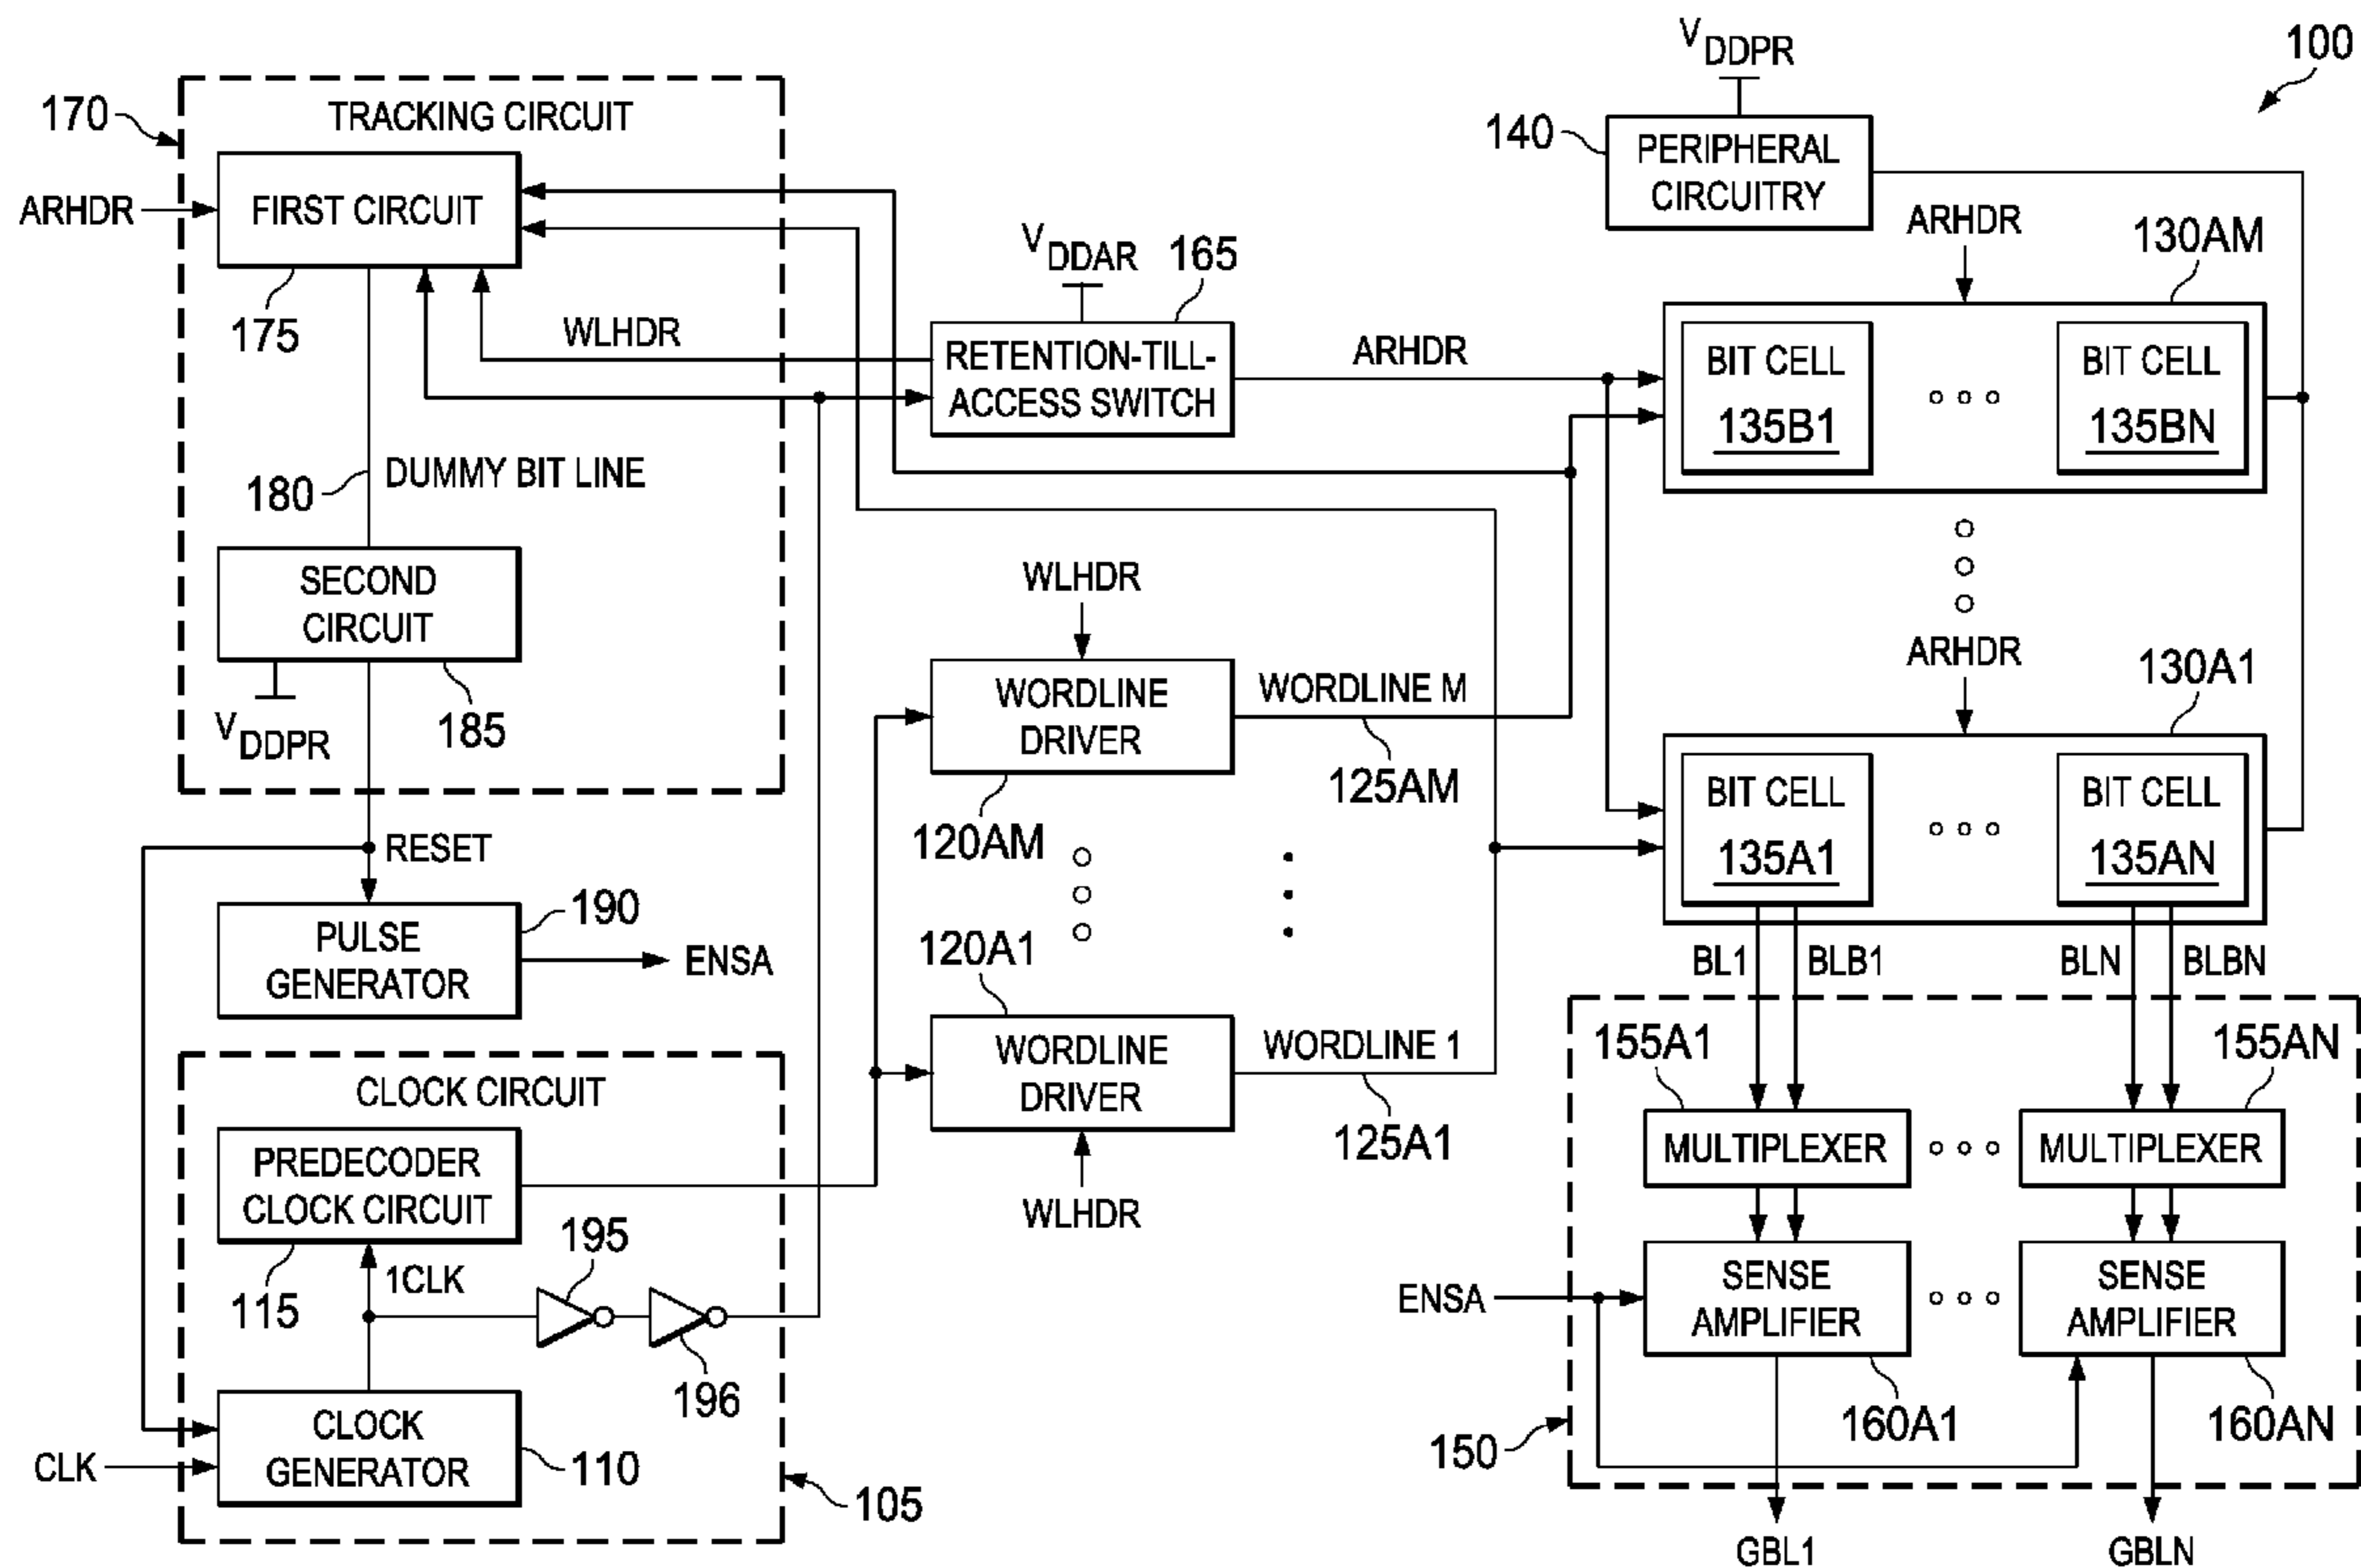 100
V DDPR
140
PERIPHERAL
CIRCUITRY
170
TRACKING CIRCUIT
ARHDR
FIRST CIRCUIT
175
WLHDR
180
DUMMY BIT LINE
SECOND
CIRCUIT
V DDPR
185
RESET
PULSE
GENERATOR
190
ENSA
CLOCK CIRCUIT
PREDECODER
CLOCK CIRCUIT
115
1CLK
195
196
CLOCK
GENERATOR
110
CLK
105
V DDAR
165
RETENTION-TILL-
ACCESS SWITCH
ARHDR
WLHDR
WORDLINE
DRIVER
120AM
WORDLINE M
125AM
120A1
WORDLINE
DRIVER
WORDLINE 1
125A1
WLHDR
ARHDR
130AM
BIT CELL
135B1
BIT CELL
135BN
ARHDR
130A1
BIT CELL
135A1
BIT CELL
135AN
BL1
BLB1
BLN
BLBN
155A1
155AN
MULTIPLEXER
MULTIPLEXER
ENSA
SENSE
AMPLIFIER
SENSE
AMPLIFIER
160A1
160AN
150
GBL1
GBLN